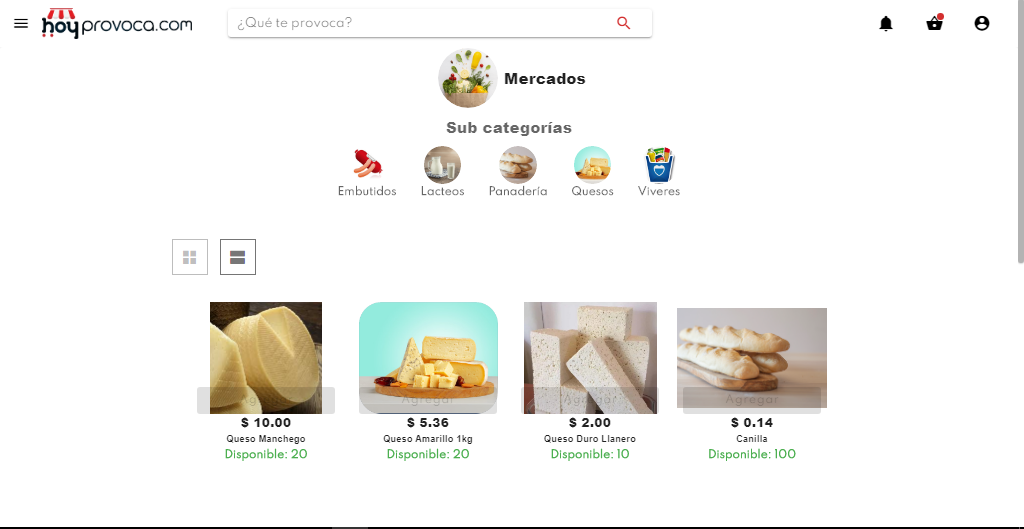 hoyprovoca.com
¿Qué te provoca?
Mercados
Sub categorías
Embutidos Lacteos Panadería Quesos Viveres
Agregar Agregar Agregar Agregar
$ 10.00 $ 5.36 $ 2.00 $ 0.14
Queso Manchego Queso Amarillo 1kg Queso Duro Llanero Canilla
Disponible: 20 Disponible: 20 Disponible: 10 Disponible: 100